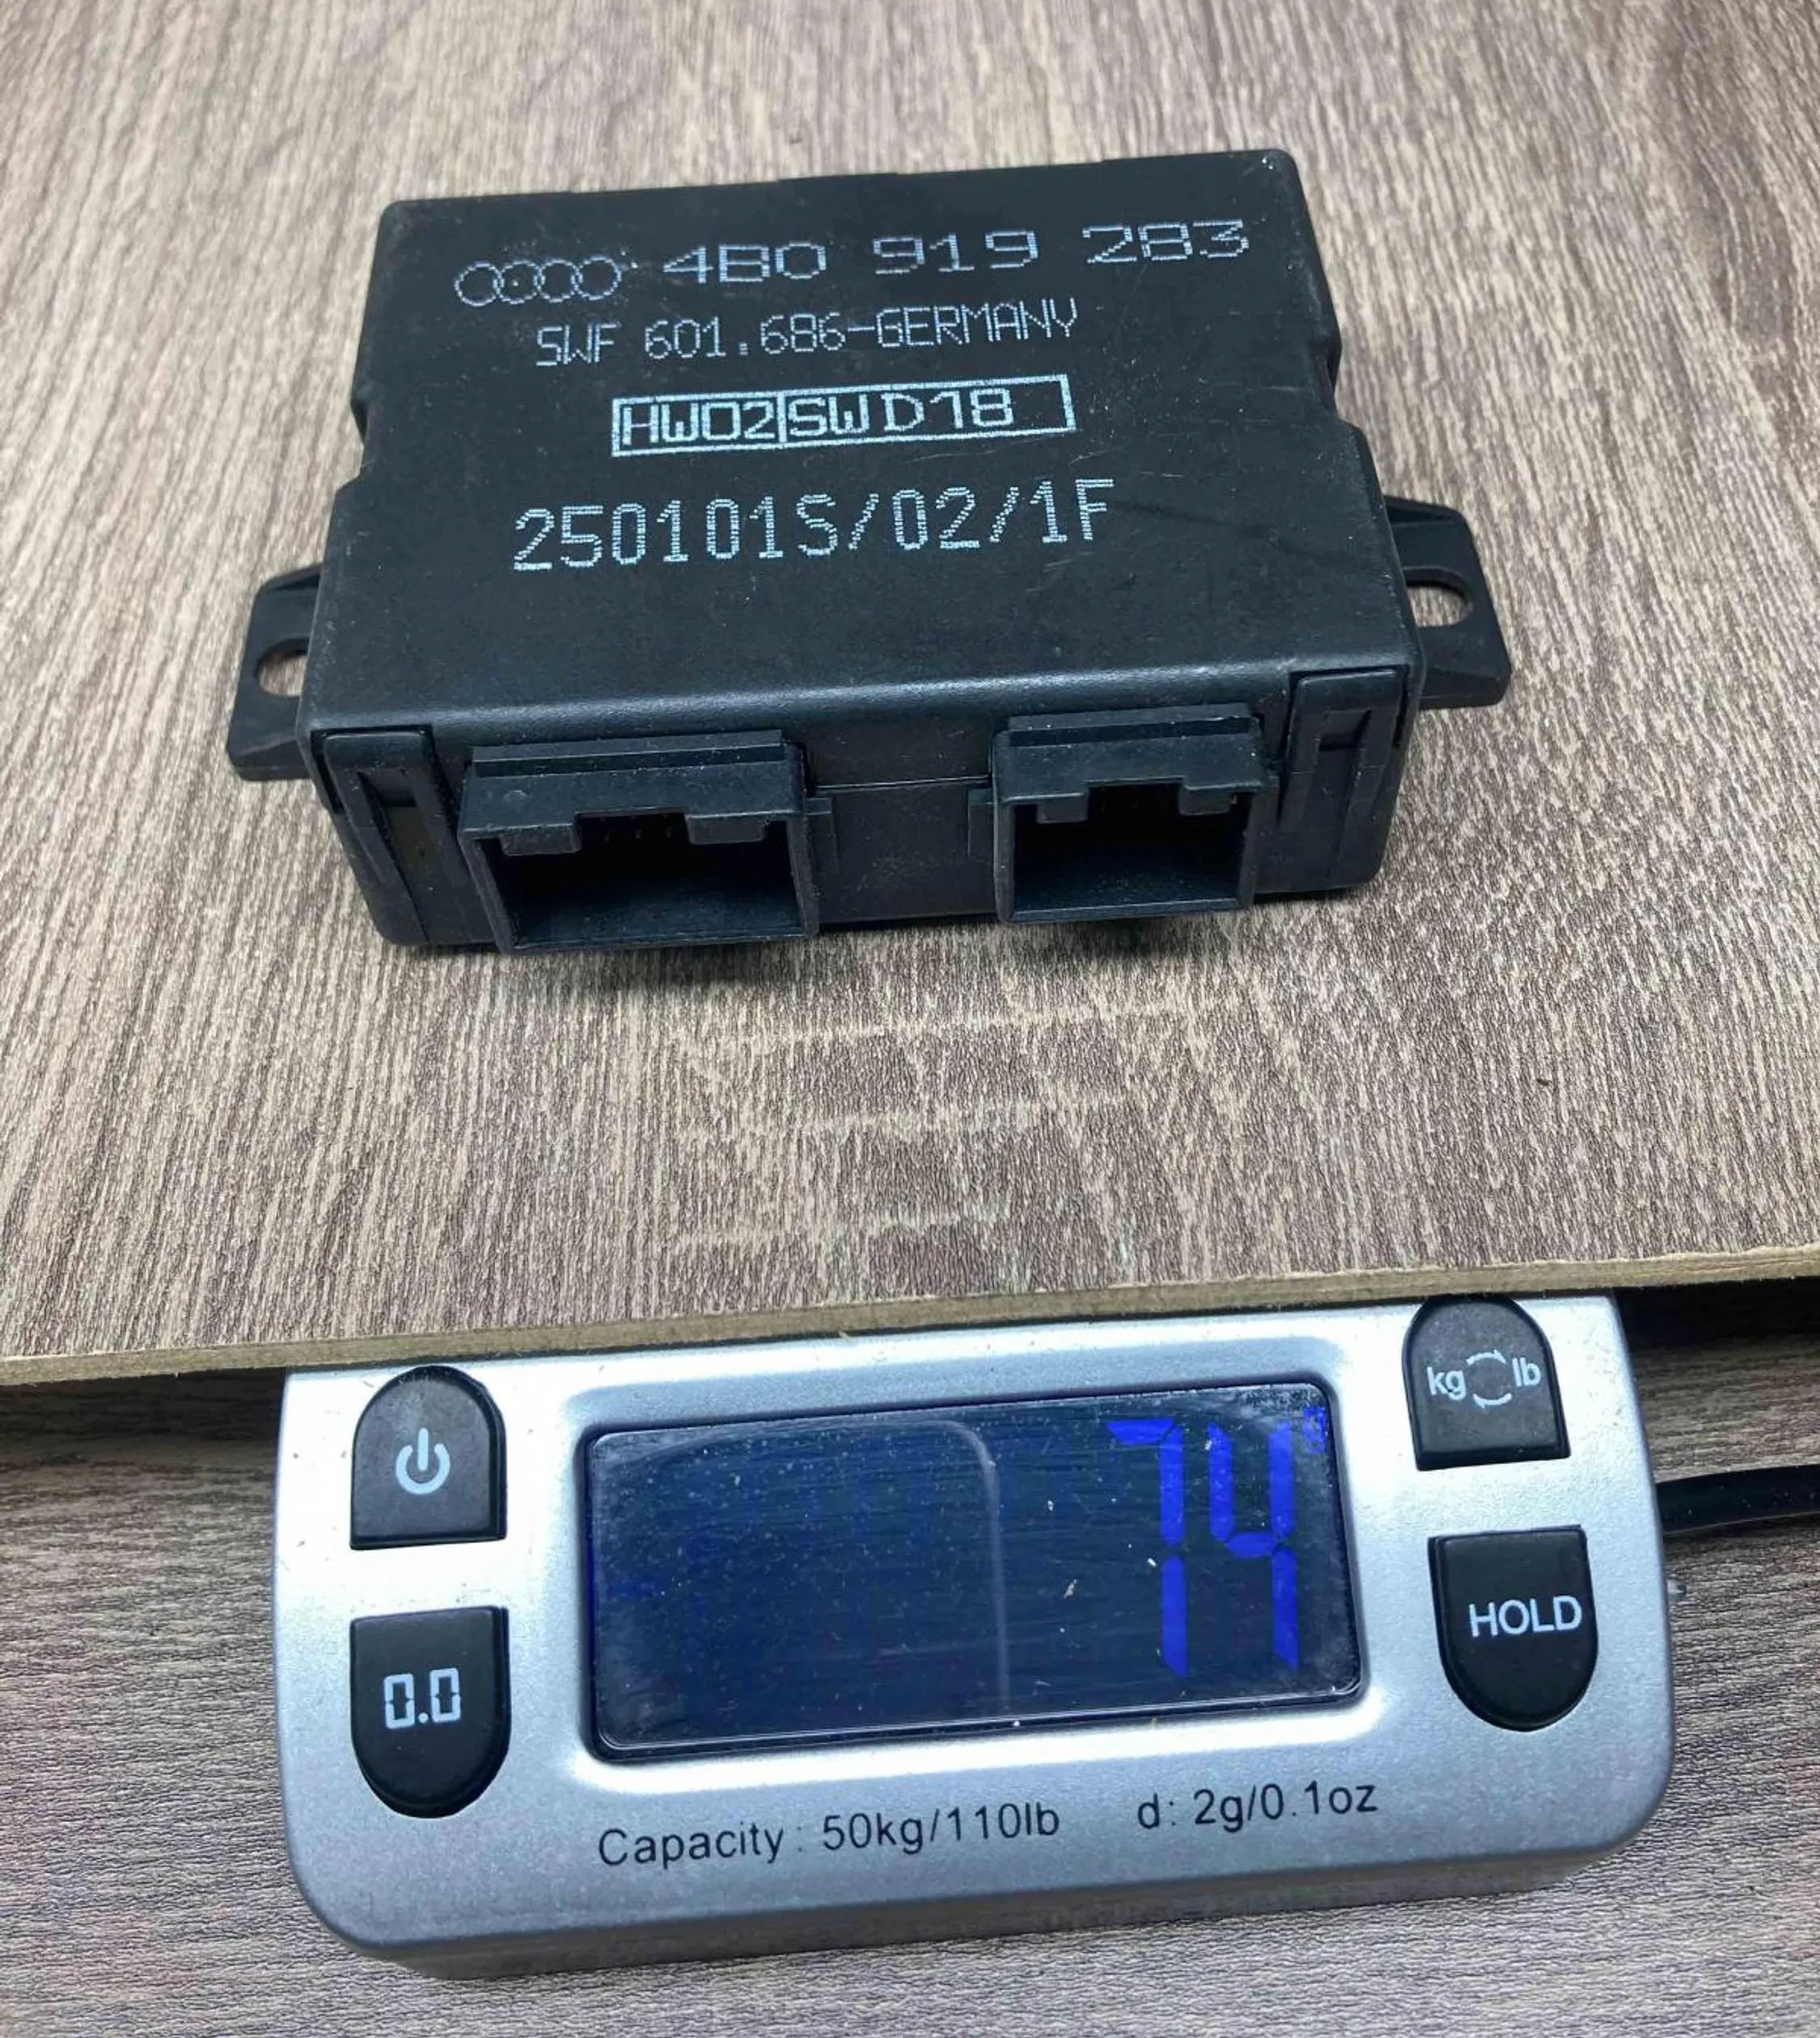 4B0 919 283
SWF 601.686-GERMANY
HW02 SW D18
250101S/02/1F
kg lb
74 g
HOLD
0.0
Capacity: 50kg/110lb d: 2g/0.1oz